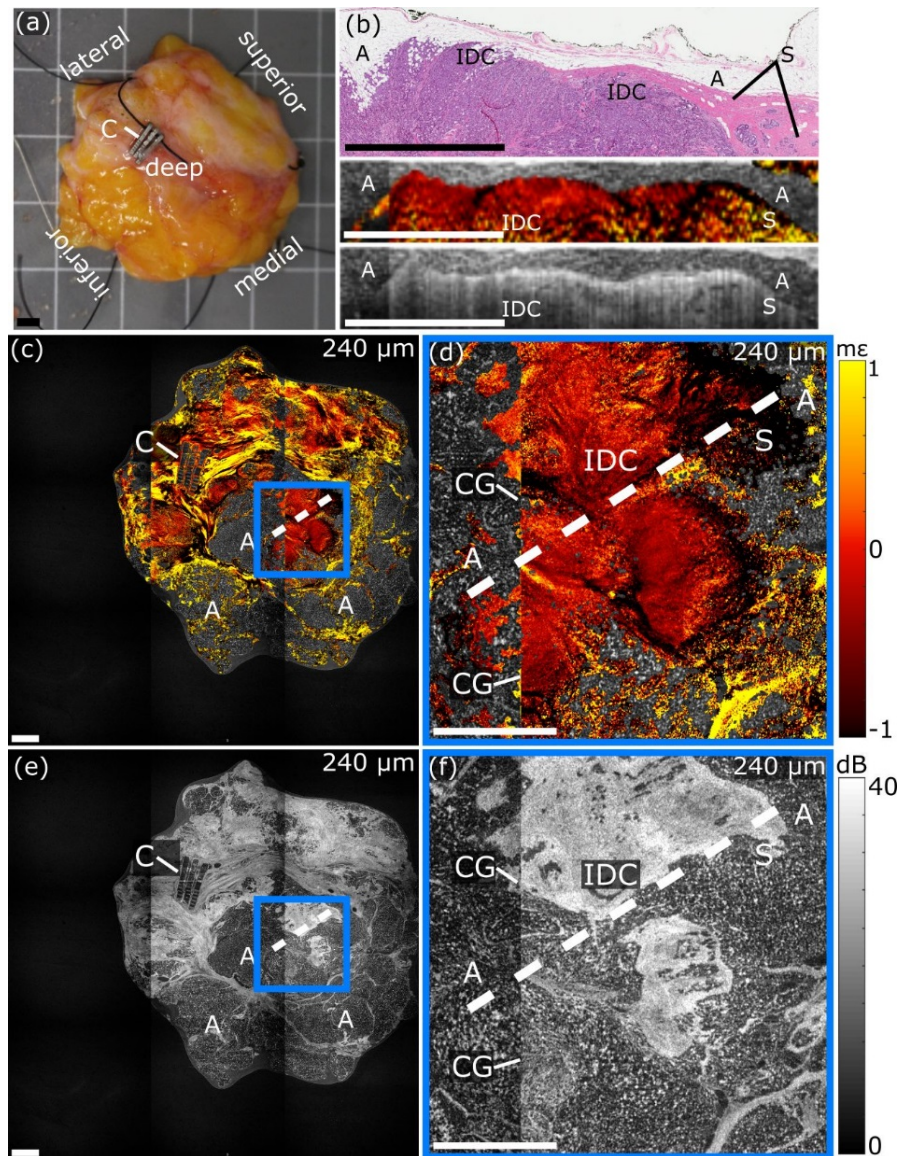 (a)
lateral
superior
C
deep
inferior
medial
(b)
A
IDC
IDC
A
S
A
IDC
A
S
A
IDC
A
S
(c)
240 µm
C
A
A
A
(d)
240 µm
A
S
IDC
CG
A
CG
mε
1
0
-1
(e)
240 µm
C
A
A
A
(f)
240 µm
A
S
IDC
CG
A
CG
dB
40
0